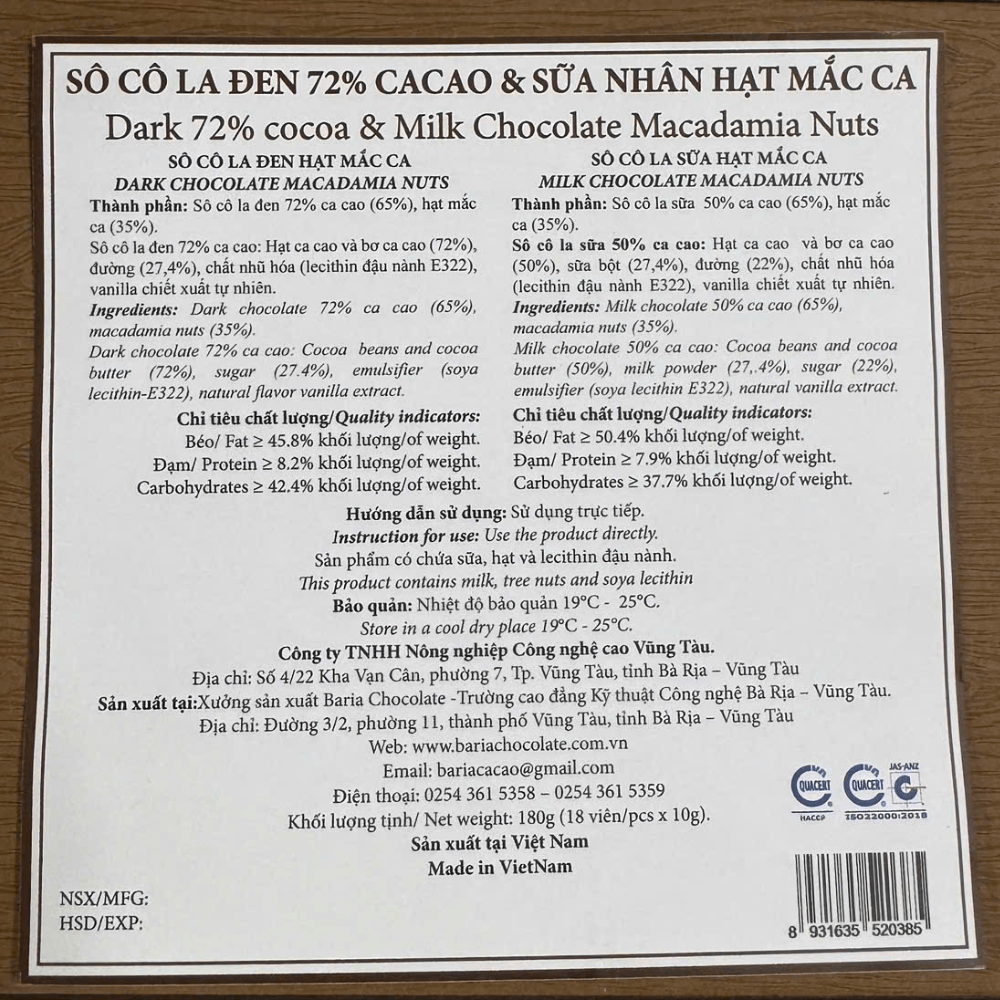 SÔ CÔ LA ĐEN 72% CACAO & SỮA NHÂN HẠT MẮC CA
Dark 72% cocoa & Milk Chocolate Macadamia Nuts
SÔ CÔ LA ĐEN HẠT MẮC CA
DARK CHOCOLATE MACADAMIA NUTS
Thành phần: Sô cô la đen 72% ca cao (65%), hạt mắc
ca (35%).
Sô cô la đen 72% ca cao: Hạt ca cao và bơ ca cao (72%),
đường (27,4%), chất nhũ hóa (lecithin đậu nành E322),
vanilla chiết xuất tự nhiên.
Ingredients: Dark chocolate 72% ca cao (65%),
macadamia nuts (35%).
Dark chocolate 72% ca cao: Cocoa beans and cocoa
butter (72%), sugar (27.4%), emulsifier (soya
lecithin-E322), natural flavor vanilla extract.
Chỉ tiêu chất lượng/Quality indicators:
Béo/ Fat ≥ 45.8% khối lượng/of weight.
Đạm/ Protein ≥ 8.2% khối lượng/of weight.
Carbohydrates ≥ 42.4% khối lượng/of weight.
SÔ CÔ LA SỮA HẠT MẮC CA
MILK CHOCOLATE MACADAMIA NUTS
Thành phần: Sô cô la sữa 50% ca cao (65%), hạt mắc
ca (35%).
Sô cô la sữa 50% ca cao: Hạt ca cao và bơ ca cao
(50%), sữa bột (27,4%), đường (22%), chất nhũ hóa
(lecithin đậu nành E322), vanilla chiết xuất tự nhiên.
Ingredients: Milk chocolate 50% ca cao (65%),
macadamia nuts (35%).
Milk chocolate 50% ca cao: Cocoa beans and cocoa
butter (50%), milk powder (27,.4%), sugar (22%),
emulsifier (soya lecithin E322), natural vanilla extract.
Chỉ tiêu chất lượng/Quality indicators:
Béo/ Fat ≥ 50.4% khối lượng/of weight.
Đạm/ Protein ≥ 7.9% khối lượng/of weight.
Carbohydrates ≥ 37.7% khối lượng/of weight.
Hướng dẫn sử dụng: Sử dụng trực tiếp.
Instruction for use: Use the product directly.
Sản phẩm có chứa sữa, hạt và lecithin đậu nành.
This product contains milk, tree nuts and soya lecithin
Bảo quản: Nhiệt độ bảo quản 19°C - 25°C.
Store in a cool dry place 19°C - 25°C.
Công ty TNHH Nông nghiệp Công nghệ cao Vũng Tàu.
Địa chỉ: Số 4/22 Kha Vạn Cân, phường 7, Tp. Vũng Tàu, tỉnh Bà Rịa – Vũng Tàu
Sản xuất tại:Xưởng sản xuất Baria Chocolate -Trường cao đẳng Kỹ thuật Công nghệ Bà Rịa – Vũng Tàu.
Địa chỉ: Đường 3/2, phường 11, thành phố Vũng Tàu, tỉnh Bà Rịa – Vũng Tàu
Web: www.bariachocolate.com.vn
Email: bariacacao@gmail.com
Điện thoại: 0254 361 5358 – 0254 361 5359
Khối lượng tịnh/ Net weight: 180g (18 viên/pcs x 10g).
Sản xuất tại Việt Nam
Made in VietNam
QUACERT
HACCP
QUACERT
JAS-ANZ
ISO22000:2018
NSX/MFG:
HSD/EXP:
8 931635 520385